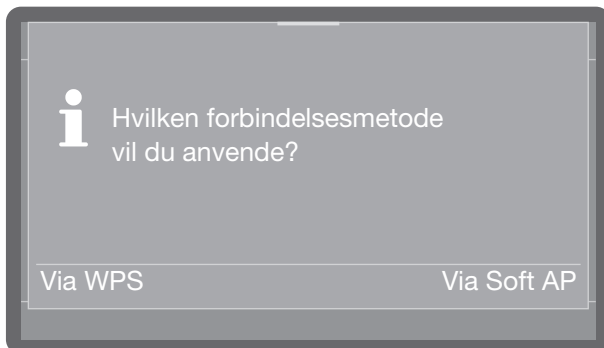 Hvilken forbindelsesmetode
vil du anvende?
Via WPS
Via Soft AP